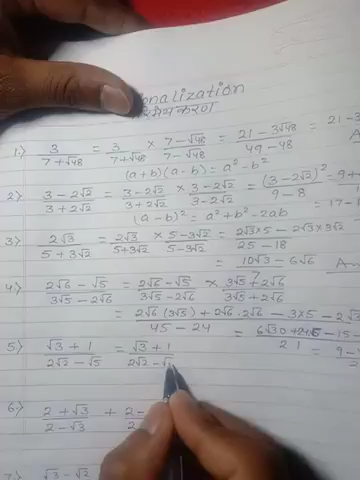 nalization
1.) 3/(7+√48) = 3/(7+√48) × (7-√48)/(7-√48) = (21-3√48)/(49-48) = 21-3
(a+b)(a-b) = a²-b²
2) (3-2√2)/(3+2√2) = (3-2√2)/(3+2√2) × (3-2√2)/(3-2√2) = (3-2√2)²/(9-8) = 9+
(a-b)² = a²+b²-2ab = 17-1
3) 2√3/(5+3√2) = 2√3/(5+3√2) × (5-3√2)/(5-3√2) = (2√3×5-2√3×3√2)/(25-18)
= (10√3-6√6)/7
4) (2√6-√5)/(3√5-2√6) = (2√6-√5)/(3√5-2√6) × (3√5+2√6)/(3√5+2√6)
= (2√6(3√5)+2√6·2√6-3×5-2√3)/(45-24) =
5) (√3+1)/(2√2-√5) = (√3+1)/(2√2-√5
6) (2+√3)/(2-√3) + 2-
7) √3-√2